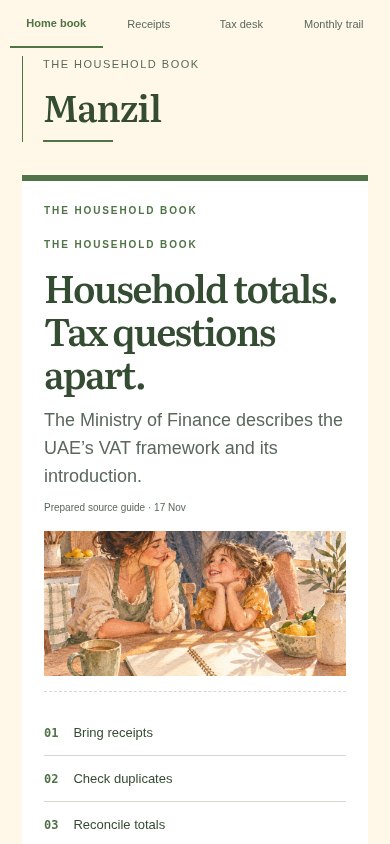 Home book
Receipts
Tax desk
Monthly trail
THE HOUSEHOLD BOOK
Manzil
THE HOUSEHOLD BOOK
THE HOUSEHOLD BOOK
Household totals.
Tax questions
apart.
The Ministry of Finance describes the
UAE’s VAT framework and its
introduction.
Prepared source guide · 17 Nov
01 Bring receipts
02 Check duplicates
03 Reconcile totals